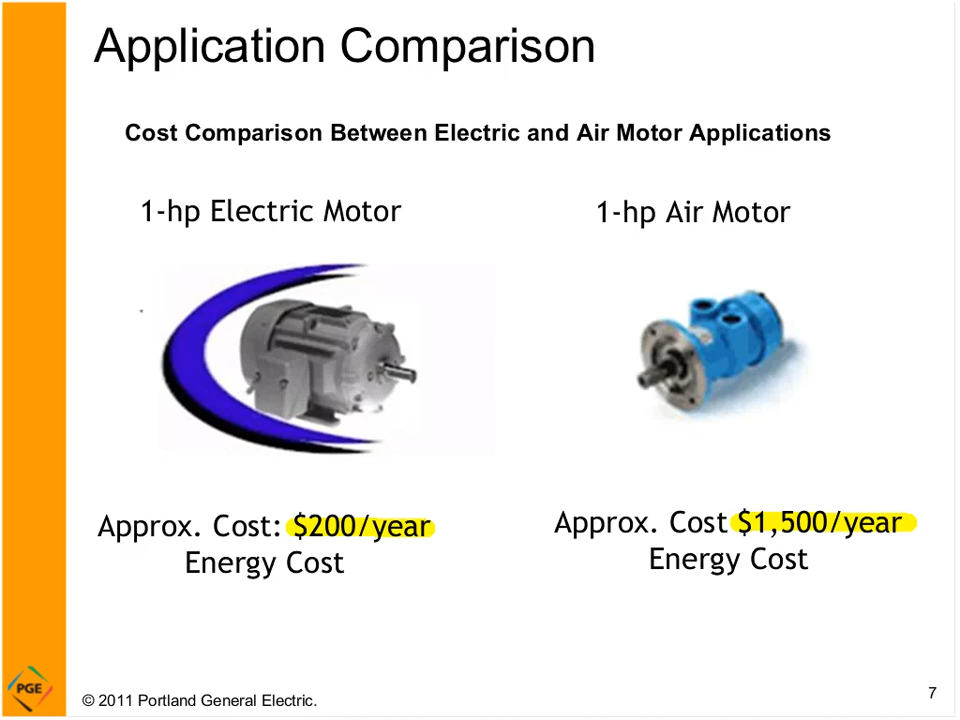 Application Comparison
Cost Comparison Between Electric and Air Motor Applications
1-hp Electric Motor
1-hp Air Motor
Approx. Cost: $200/year
Energy Cost
Approx. Cost $1,500/year
Energy Cost
PGE
© 2011 Portland General Electric.
7